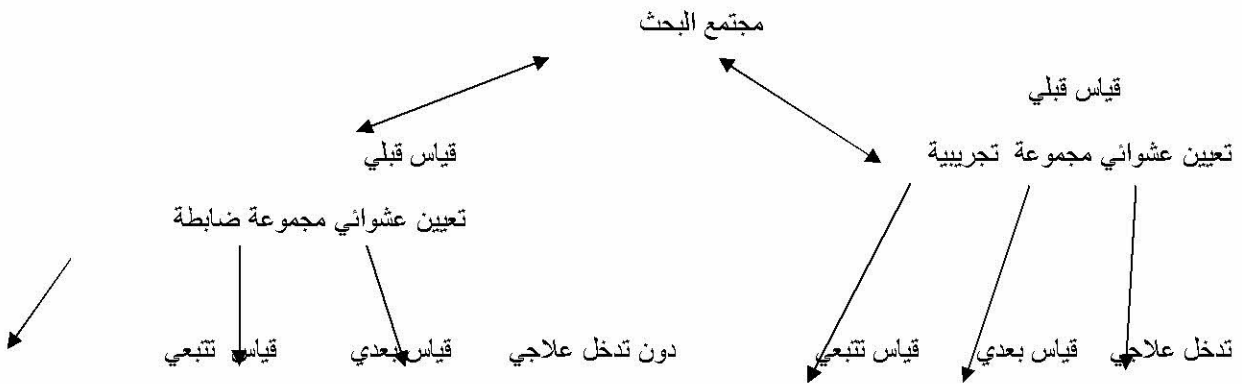 مجتمع البحث
قياس قبلي
قياس قبلي
تعيين عشوائي مجموعة تجريبية
تعيين عشوائي مجموعة ضابطة
تدخل علاجي قياس بعدي قياس تتبعي
دون تدخل علاجي قياس بعدي قياس تتبعي